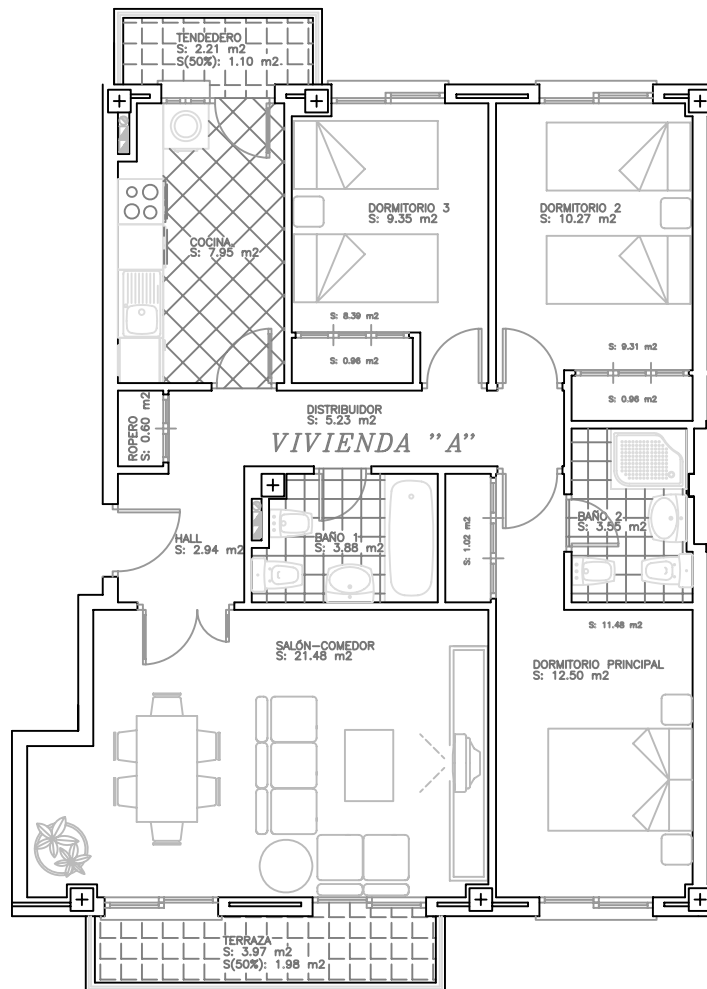 TENDEDERO
S: 2.21 m2
S(50%): 1.10 m2
DORMITORIO 3
S: 9.35 m2
DORMITORIO 2
S: 10.27 m2
COCINA
S: 7.95 m2
S: 8.39 m2
S: 0.96 m2
S: 9.31 m2
S: 0.96 m2
ROPERO
S: 0.60 m2
DISTRIBUIDOR
S: 5.23 m2
VIVIENDA "A"
HALL
S: 2.94 m2
BAÑO 1
S: 3.88 m2
S: 1.02 m2
BAÑO 2
S: 3.55 m2
S: 11.48 m2
SALÓN-COMEDOR
S: 21.48 m2
DORMITORIO PRINCIPAL
S: 12.50 m2
TERRAZA
S: 3.97 m2
S(50%): 1.98 m2